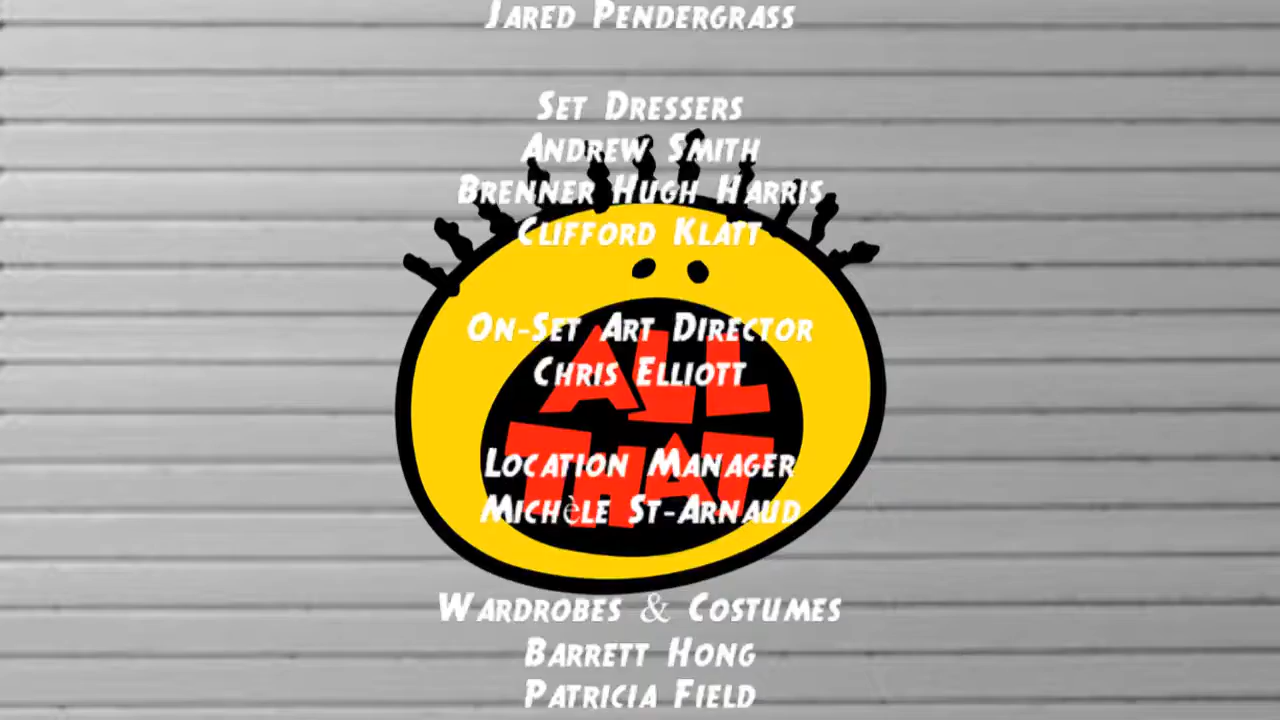 Jared Pendergrass
Set Dressers
Andrew Smith
Brenner Hugh Harris
Clifford Klatt
On-Set Art Director
Chris Elliott
Location Manager
Michèle St-Arnaud
Wardrobes & Costumes
Barrett Hong
Patricia Field
ALL
THAT